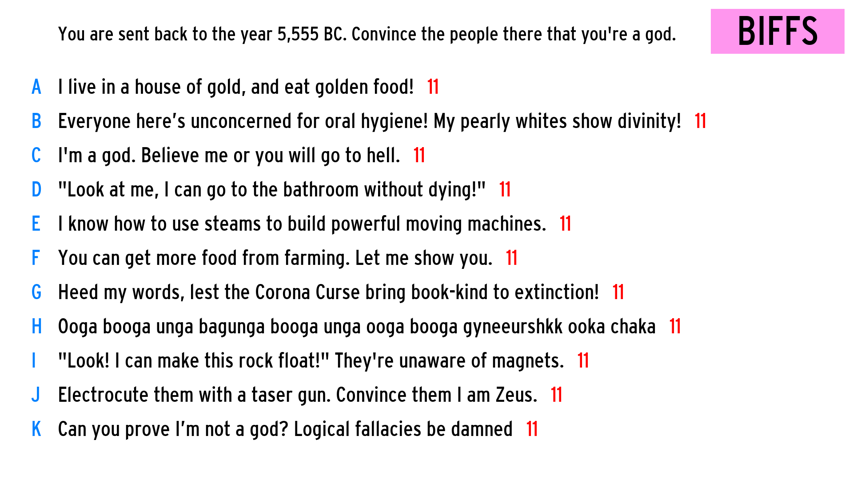 You are sent back to the year 5,555 BC. Convince the people there that you're a god.
BIFFS
A I live in a house of gold, and eat golden food! 11
B Everyone here's unconcerned for oral hygiene! My pearly whites show divinity! 11
C I'm a god. Believe me or you will go to hell. 11
D "Look at me, I can go to the bathroom without dying!" 11
E I know how to use steams to build powerful moving machines. 11
F You can get more food from farming. Let me show you. 11
G Heed my words, lest the Corona Curse bring book-kind to extinction! 11
H Ooga booga unga bagunga booga unga ooga booga gyneeurshkk ooka chaka 11
I "Look! I can make this rock float!" They're unaware of magnets. 11
J Electrocute them with a taser gun. Convince them I am Zeus. 11
K Can you prove I'm not a god? Logical fallacies be damned 11